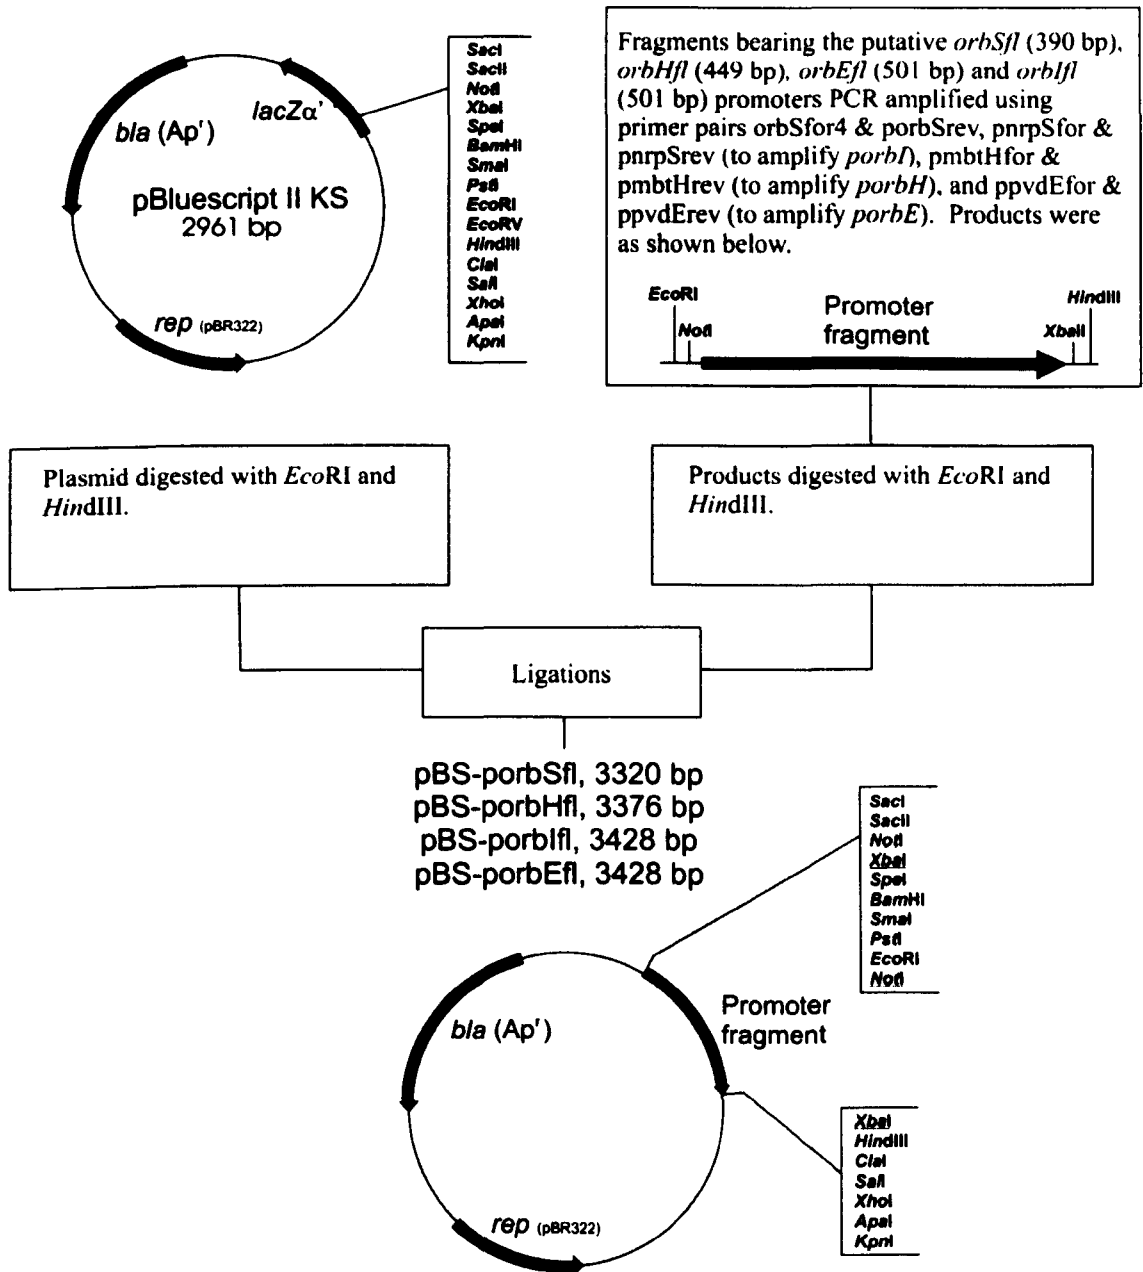 SacI
SacII
NotI
XbaI
SpeI
BamHI
SmaI
PstI
EcoRI
EcoRV
HindIII
ClaI
SalI
XhoI
ApaI
KpnI
bla (Apʳ)
lacZα'
pBluescript II KS
2961 bp
rep (pBR322)
Fragments bearing the putative orbSfl (390 bp),
orbHfl (449 bp), orbEfl (501 bp) and orbIfl
(501 bp) promoters PCR amplified using
primer pairs orbSfor4 & porbSrev, pnrpSfor &
pnrpSrev (to amplify porbI), pmbtHfor &
pmbtHrev (to amplify porbH), and ppvdEfor &
ppvdErev (to amplify porbE). Products were
as shown below.
EcoRI
NotI
Promoter
fragment
HindIII
XbaII
Plasmid digested with EcoRI and
HindIII.
Products digested with EcoRI and
HindIII.
Ligations
pBS-porbSfl, 3320 bp
pBS-porbHfl, 3376 bp
pBS-porbIfl, 3428 bp
pBS-porbEfl, 3428 bp
SacI
SacII
NotI
XbaI
SpeI
BamHI
SmaI
PstI
EcoRI
NotI
bla (Apʳ)
Promoter
fragment
XbaI
HindIII
ClaI
SalI
XhoI
ApaI
KpnI
rep (pBR322)